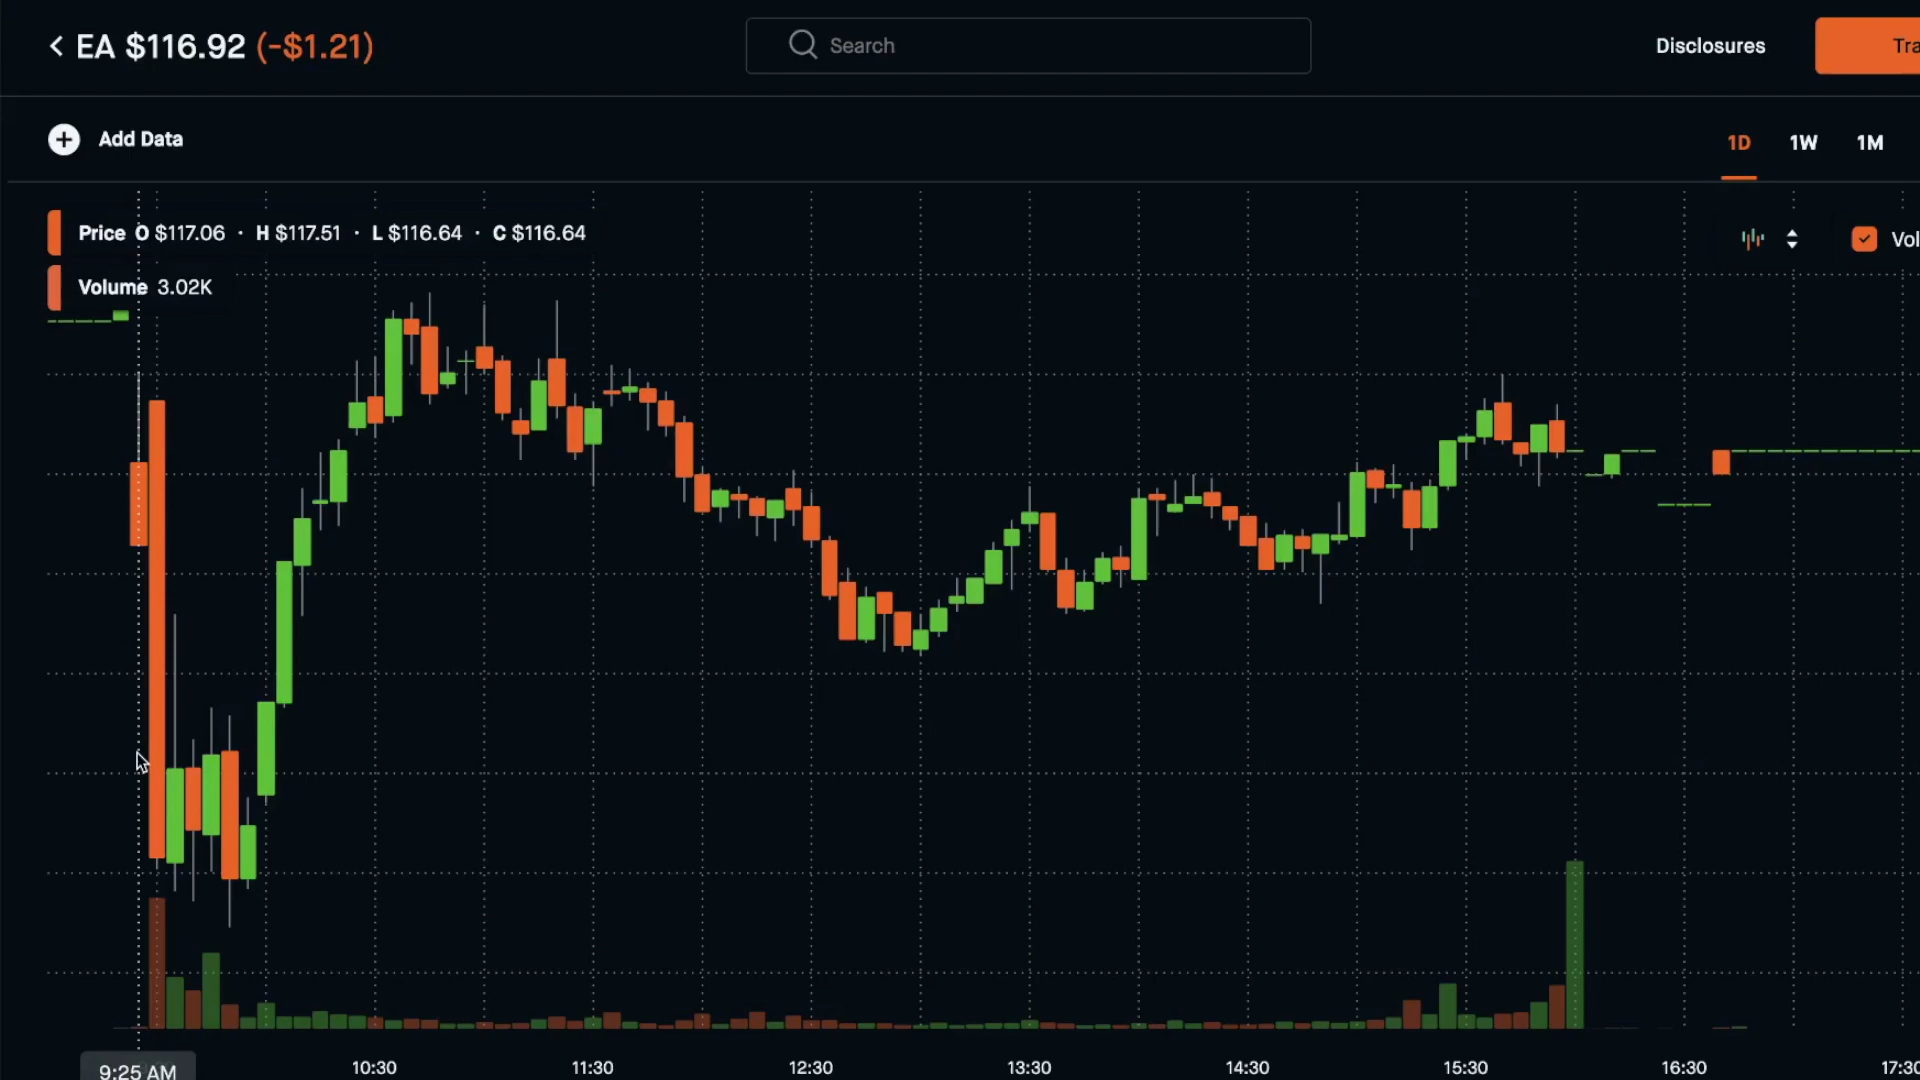 EA $116.92 (-$1.21)
Search
Disclosures
Tra
Add Data
1D 1W 1M
Price O $117.06 · H $117.51 · L $116.64 · C $116.64
Vol
Volume 3.02K
9:25 AM 10:30 11:30 12:30 13:30 14:30 15:30 16:30 17:30